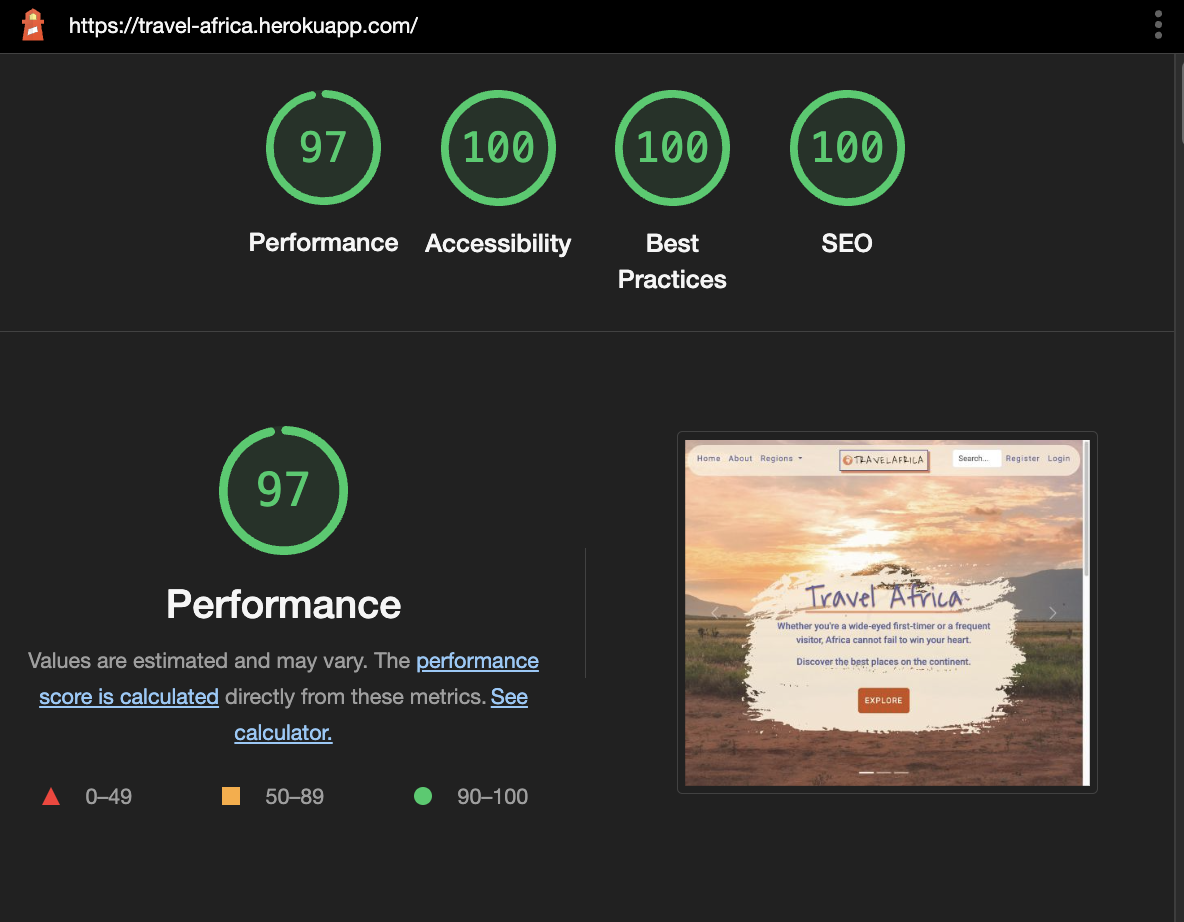 https://travel-africa.herokuapp.com/
97
100
100
100
Performance
Accessibility
Best
Practices
SEO
97
Performance
Values are estimated and may vary. The performance
score is calculated directly from these metrics. See
calculator.
0–49
50–89
90–100
Home About Regions
TRAVELAFRICA
Search...
Register Login
Travel Africa
Whether you're a wide-eyed first-timer or a frequent
visitor, Africa cannot fail to win your heart.
Discover the best places on the continent.
EXPLORE